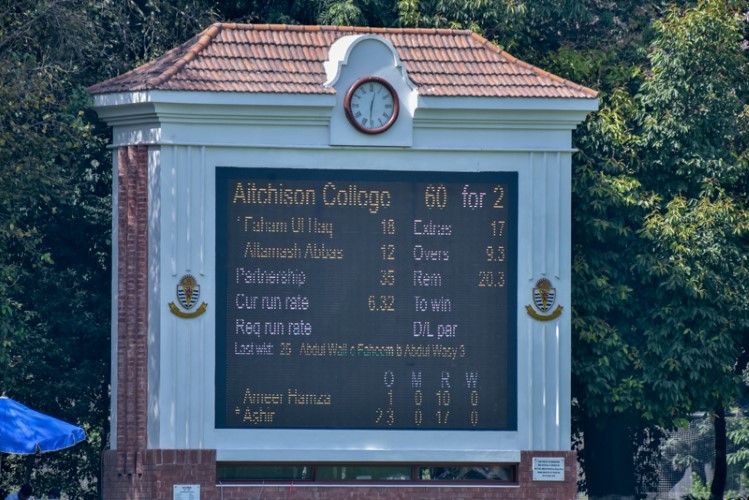 Aitchison College 60 for 2
* Faham Ul Haq 18 Extras 17
Altamash Abbas 12 Overs 9.3
Partnership 35 Rem 20.3
Cur run rate 6.32 To win
Req run rate D/L par
Last wkt: 25 Abdul Wali c Faheem b Abdul Wasy 3
O M R W
Ameer Hamza 1 0 10 0
* Ashir 2.3 0 17 0